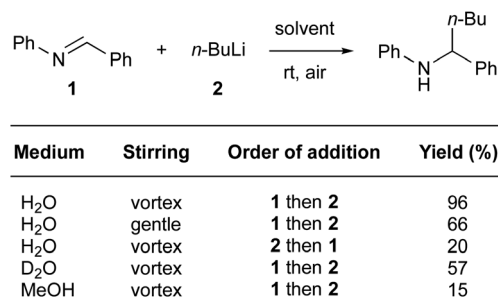 n-Bu
Ph N Ph + n-BuLi solvent Ph N H Ph
1 2 rt, air
Medium Stirring Order of addition Yield (%)
H₂O vortex 1 then 2 96
H₂O gentle 1 then 2 66
H₂O vortex 2 then 1 20
D₂O vortex 1 then 2 57
MeOH vortex 1 then 2 15